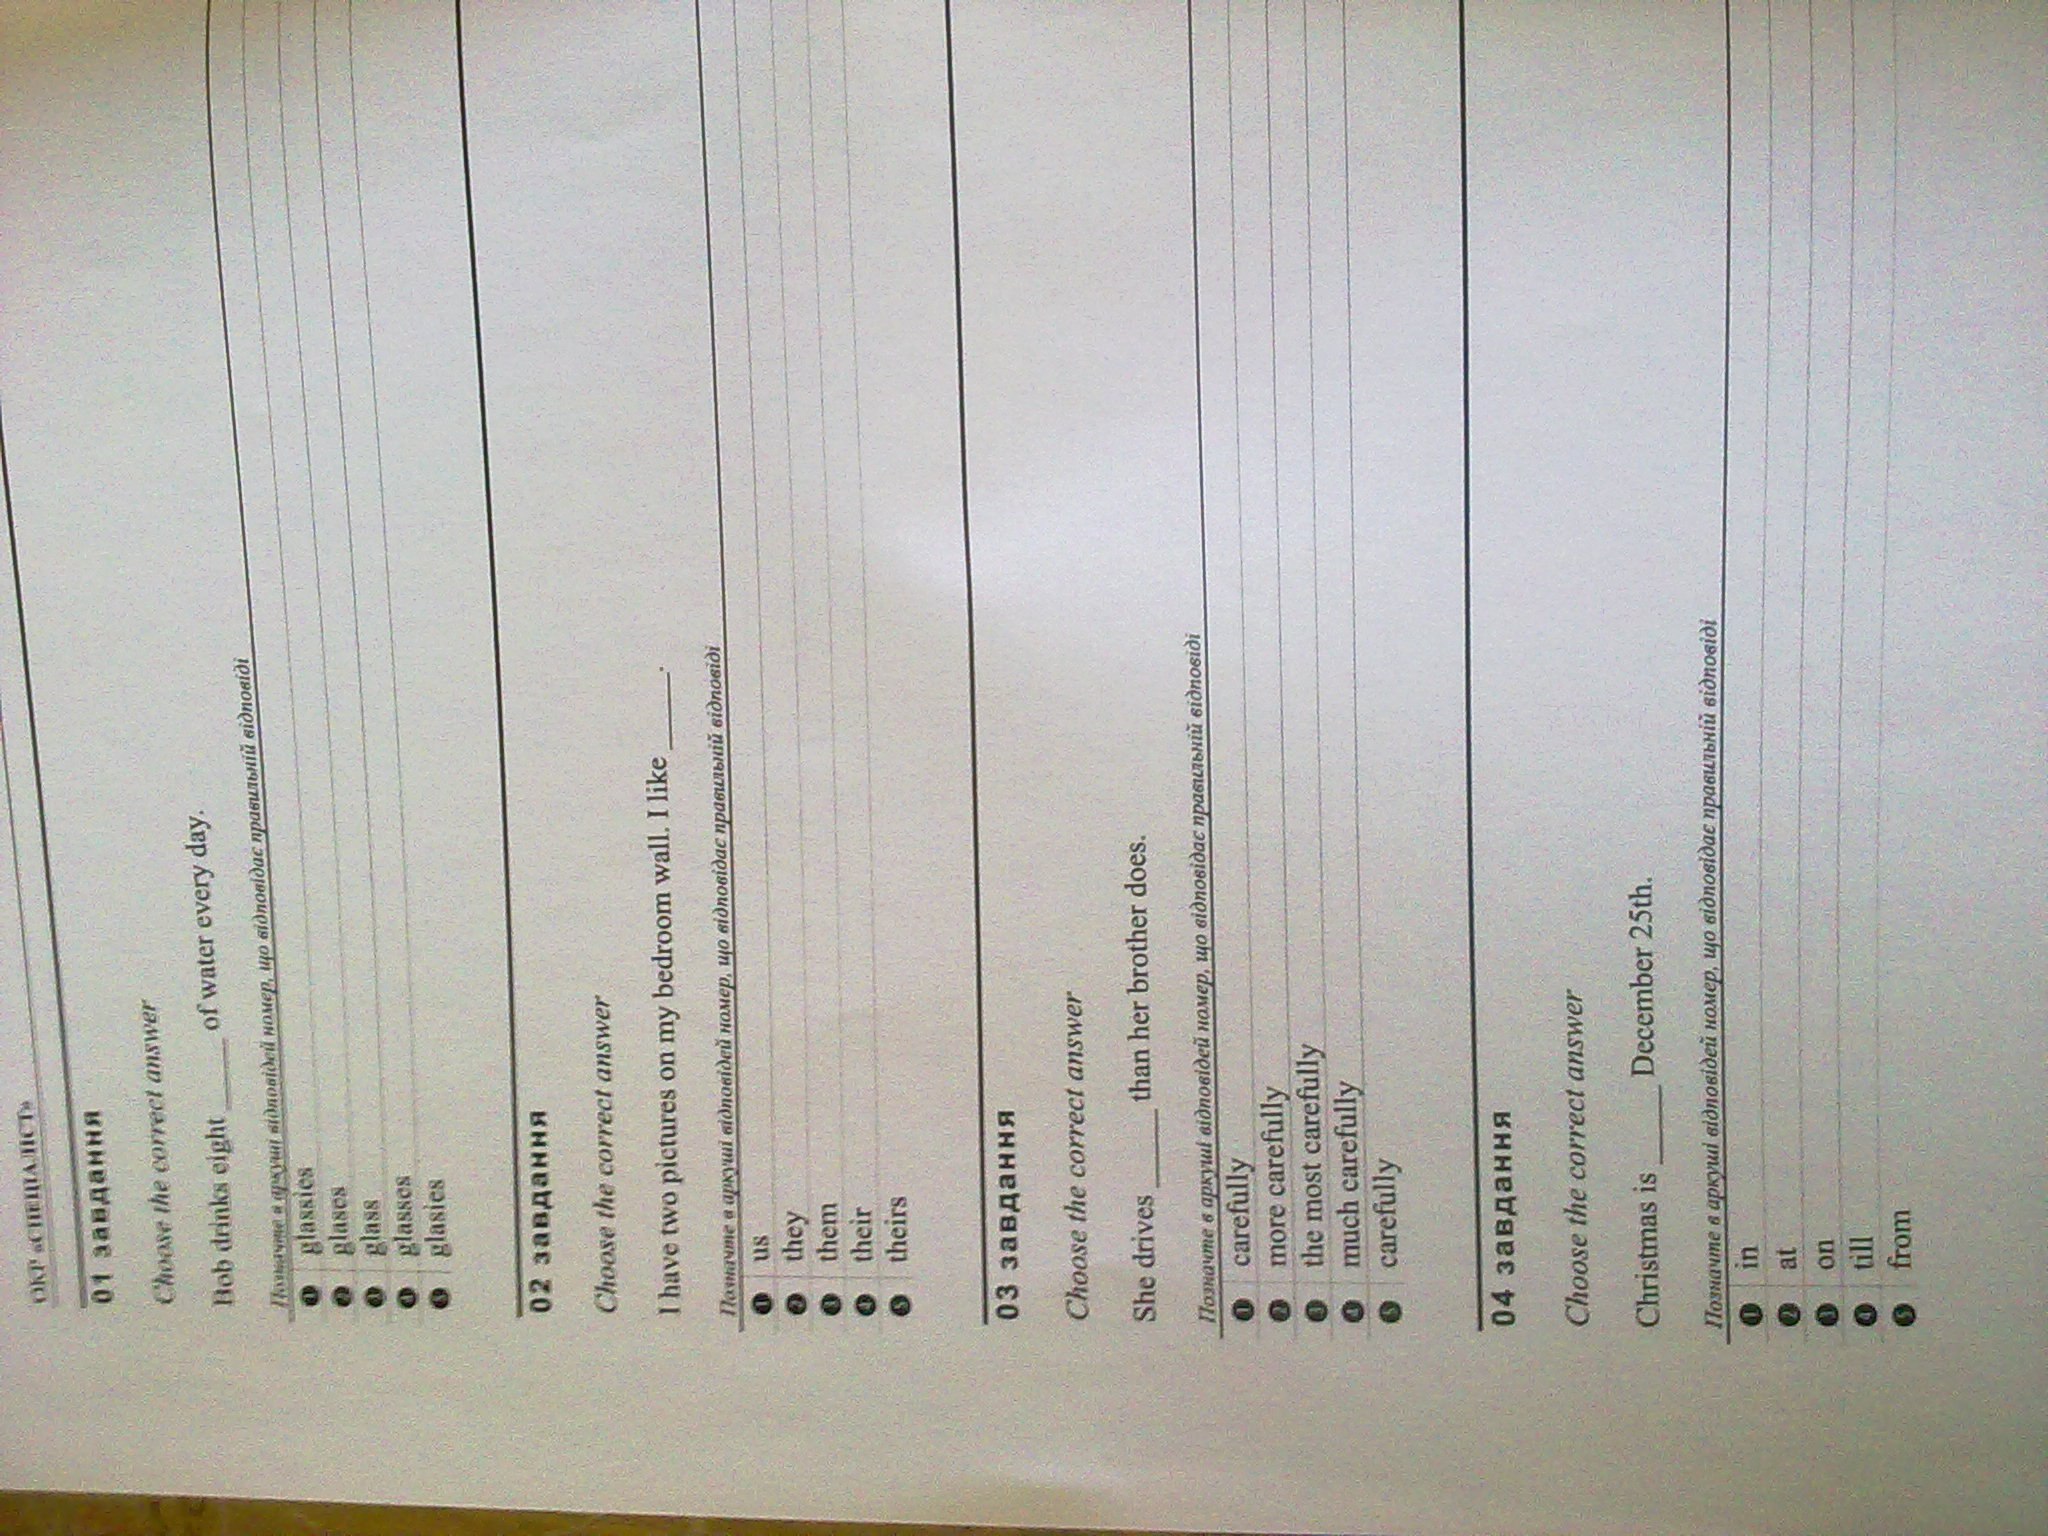 ОКР «СПЕЦІАЛІСТ»
01 завдання
Choose the correct answer
Bob drinks eight ____ of water every day.
Позначте в аркуші відповідей номер, що відповідає правильній відповіді
1 glassies
2 glases
3 glass
4 glasses
5 glasies
02 завдання
Choose the correct answer
I have two pictures on my bedroom wall. I like _____.
Позначте в аркуші відповідей номер, що відповідає правильній відповіді
1 us
2 they
3 them
4 their
5 theirs
03 завдання
Choose the correct answer
She drives _____ than her brother does.
Позначте в аркуші відповідей номер, що відповідає правильній відповіді
1 carefully
2 more carefully
3 the most carefully
4 much carefully
5 carefully
04 завдання
Choose the correct answer
Christmas is _____ December 25th.
Позначте в аркуші відповідей номер, що відповідає правильній відповіді
1 in
2 at
3 on
4 till
5 from